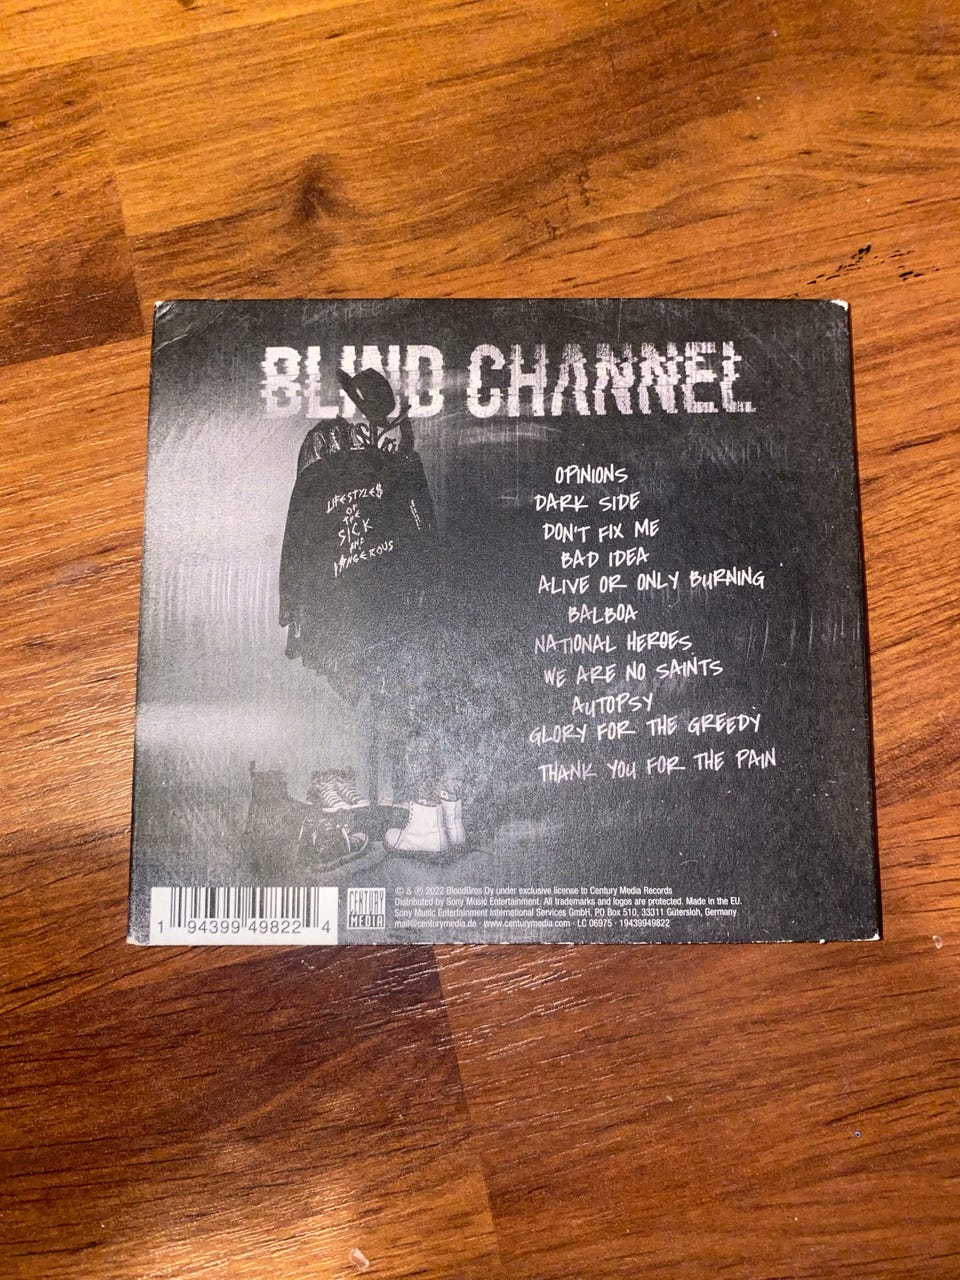 BLIND CHANNEL
LIFESTYLE$
OF
THE
SICK
AND
DANGEROUS
OPINIONS
DARK SIDE
DON'T FIX ME
BAD IDEA
ALIVE OR ONLY BURNING
BALBOA
NATIONAL HEROES
WE ARE NO SAINTS
AUTOPSY
GLORY FOR THE GREEDY
THANK YOU FOR THE PAIN
1 94399 49822 4
CENTURY
MEDIA
© & ℗ 2022 BloodBros Oy under exclusive license to Century Media Records
Distributed by Sony Music Entertainment. All trademarks and logos are protected. Made in the EU.
Sony Music Entertainment International Services GmbH, PO Box 510, 33311 Gütersloh, Germany
mail@centurymedia.de · www.centurymedia.com · LC 06975 · 19439949822